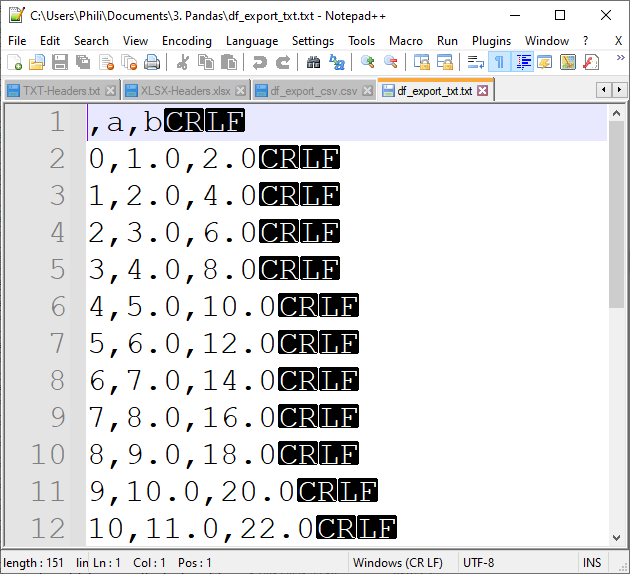 C:\Users\Phili\Documents\3. Pandas\df_export_txt.txt - Notepad++
File Edit Search View Encoding Language Settings Tools Macro Run Plugins Window ? X
TXT-Headers.txt XLSX-Headers.xlsx df_export_csv.csv df_export_txt.txt
1 ,a,bCRLF
2 0,1.0,2.0CRLF
3 1,2.0,4.0CRLF
4 2,3.0,6.0CRLF
5 3,4.0,8.0CRLF
6 4,5.0,10.0CRLF
7 5,6.0,12.0CRLF
8 6,7.0,14.0CRLF
9 7,8.0,16.0CRLF
10 8,9.0,18.0CRLF
11 9,10.0,20.0CRLF
12 10,11.0,22.0CRLF
length : 151 lin Ln : 1 Col : 1 Pos : 1 Windows (CR LF) UTF-8 INS